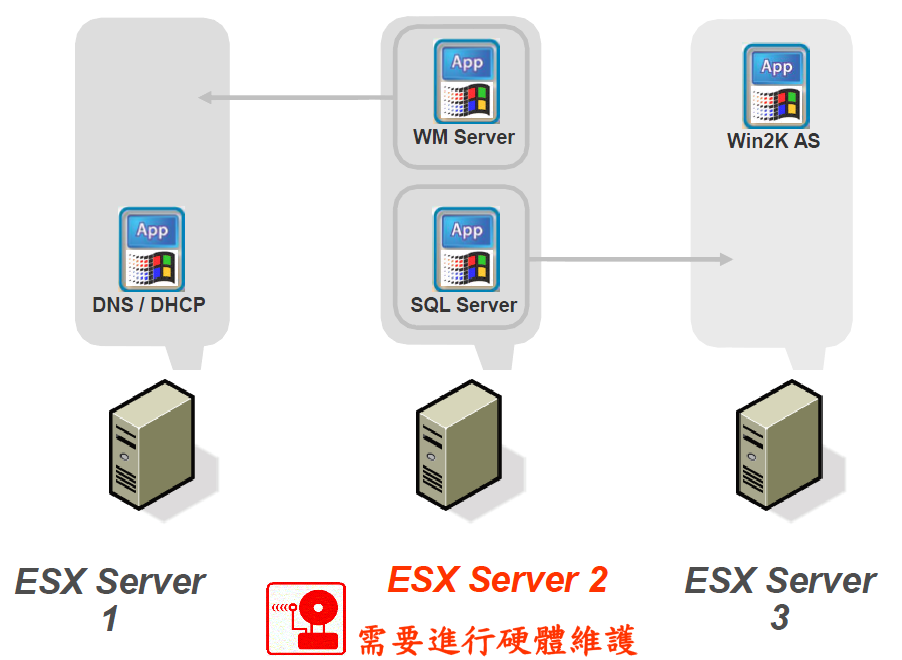 App
WM Server
App
Win2K AS
App
DNS / DHCP
App
SQL Server
ESX Server
1
ESX Server 2
需要進行硬體維護
ESX Server
3